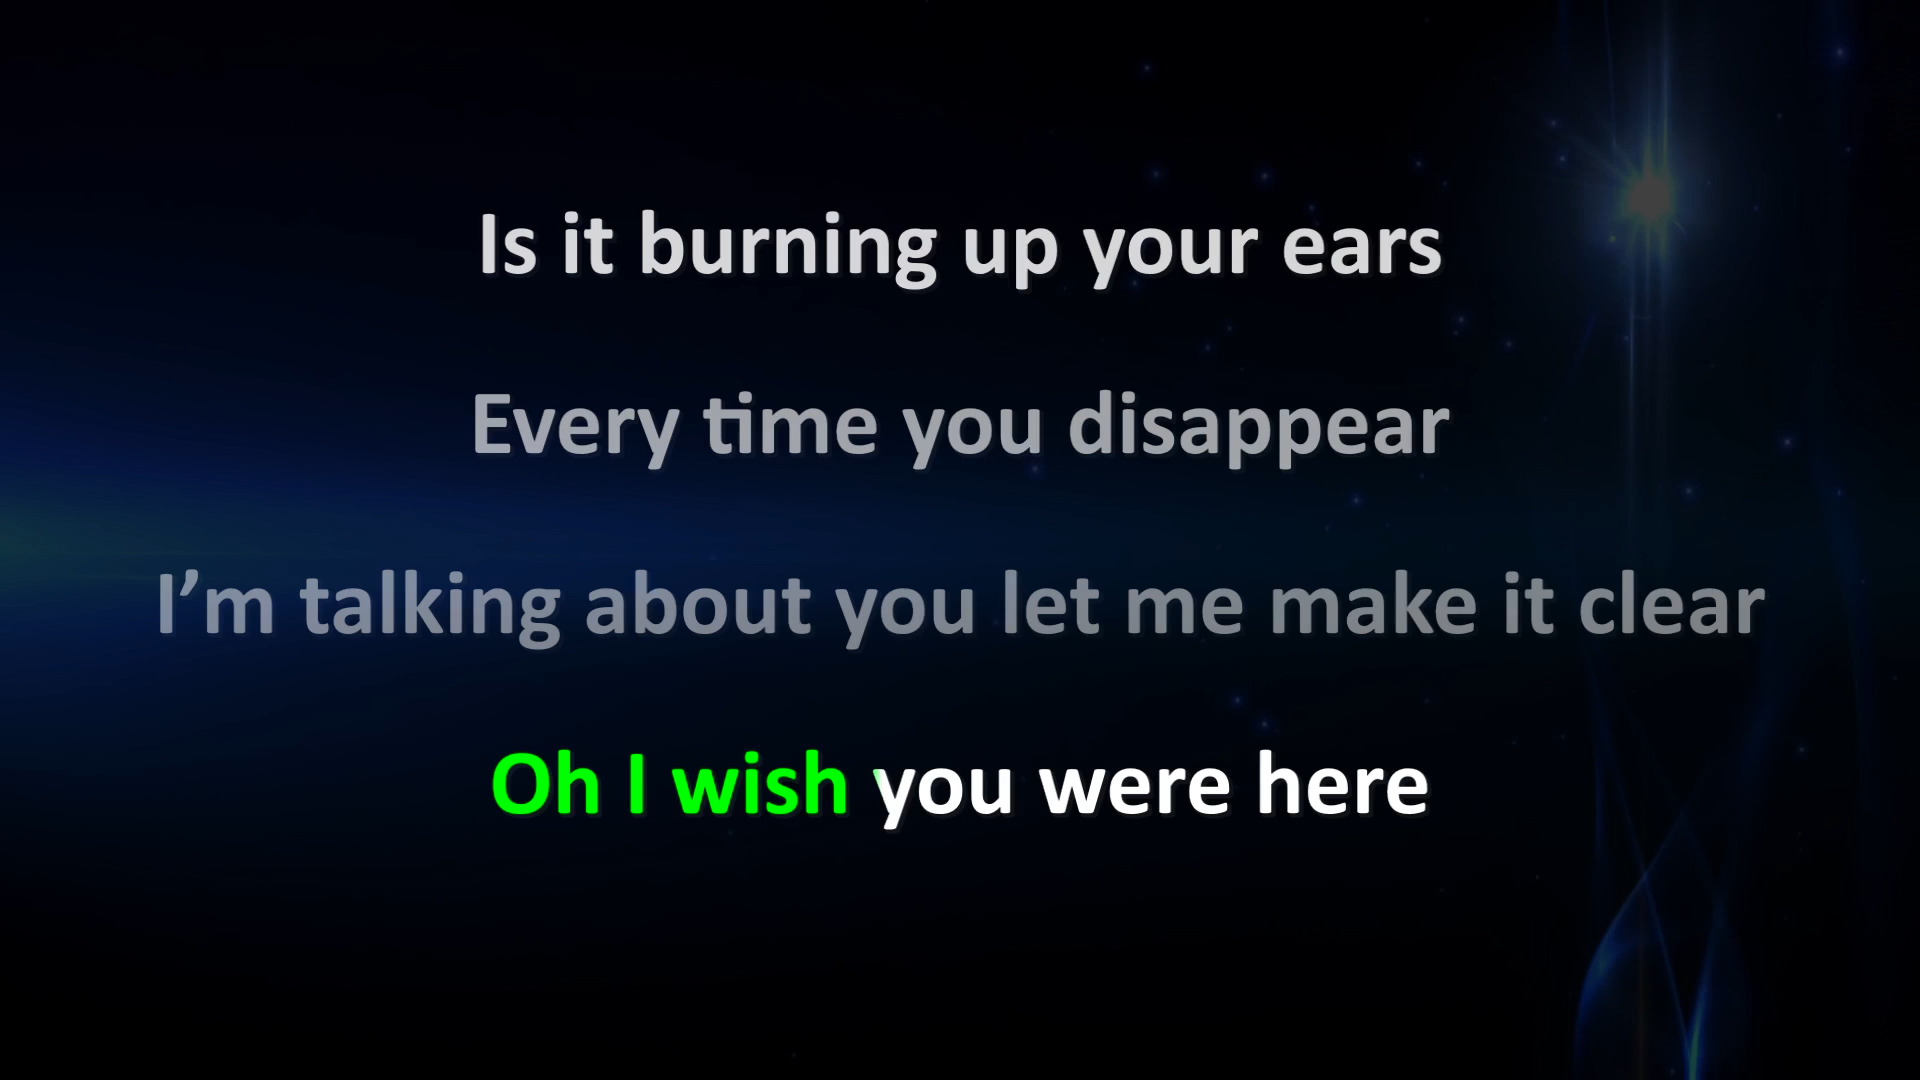 Is it burning up your ears
Every time you disappear
I’m talking about you let me make it clear
Oh I wish you were here